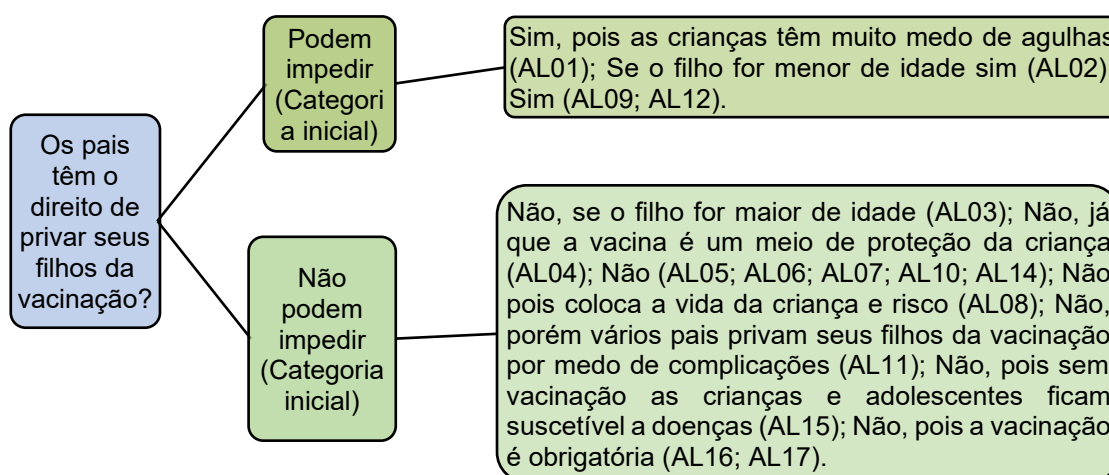 Os pais
têm o
direito de
privar seus
filhos da
vacinação?
Podem
impedir
(Categori
a inicial)
Sim, pois as crianças têm muito medo de agulhas
(AL01); Se o filho for menor de idade sim (AL02)
Sim (AL09; AL12).
Não
podem
impedir
(Categoria
inicial)
Não, se o filho for maior de idade (AL03); Não, já
que a vacina é um meio de proteção da criança
(AL04); Não (AL05; AL06; AL07; AL10; AL14); Não
pois coloca a vida da criança e risco (AL08); Não,
porém vários pais privam seus filhos da vacinação
por medo de complicações (AL11); Não, pois sem
vacinação as crianças e adolescentes ficam
suscetível a doenças (AL15); Não, pois a vacinação
é obrigatória (AL16; AL17).